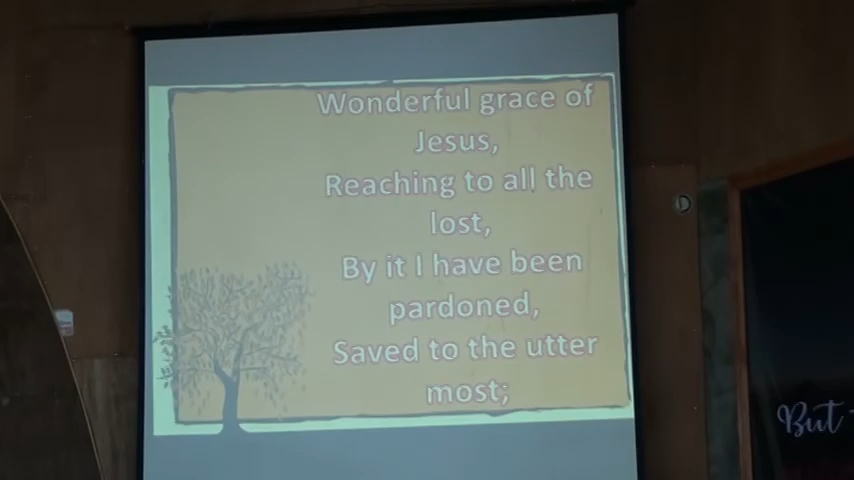 Wonderful grace of
Jesus,
Reaching to all the
lost,
By it I have been
pardoned,
Saved to the utter
most;
But